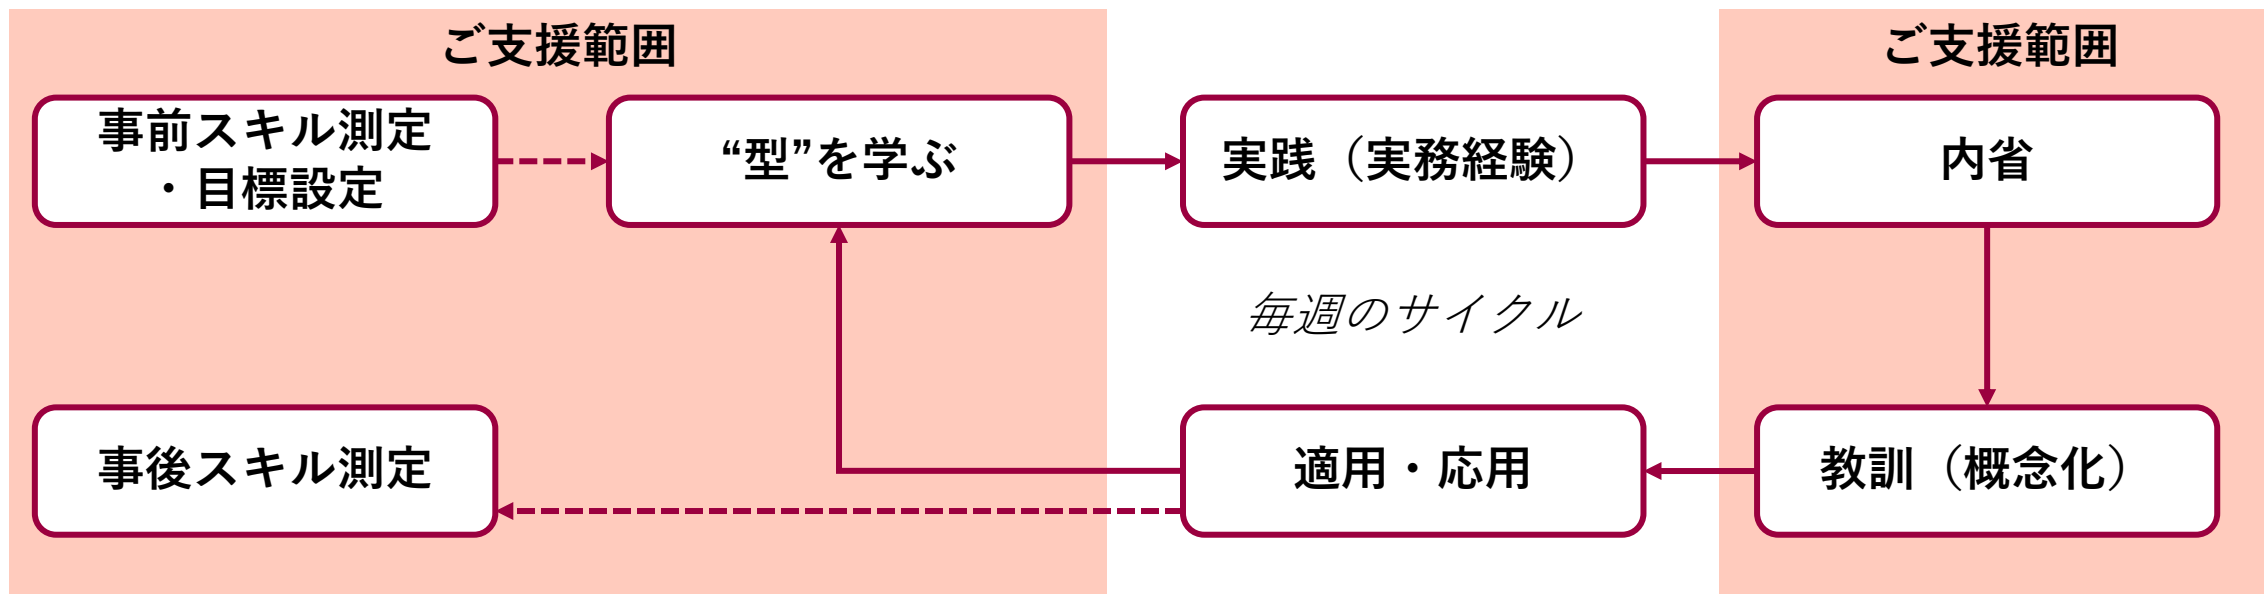 ご支援範囲
ご支援範囲
事前スキル測定
・目標設定
“型”を学ぶ
実践（実務経験）
内省
毎週のサイクル
事後スキル測定
適用・応用
教訓（概念化）